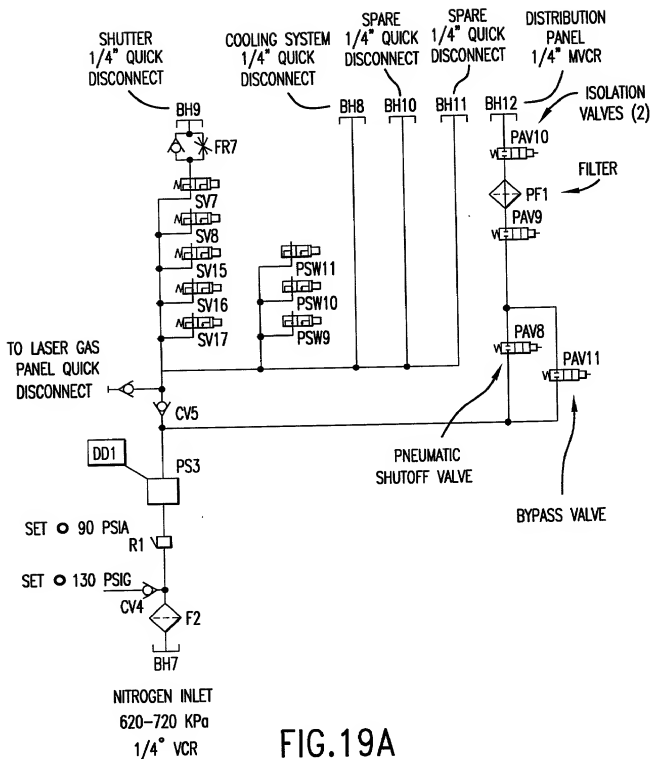 SHUTTER
1/4" QUICK
DISCONNECT
COOLING SYSTEM
1/4" QUICK
DISCONNECT
SPARE
1/4" QUICK
DISCONNECT
SPARE
1/4" QUICK
DISCONNECT
DISTRIBUTION
PANEL
1/4" MVCR
ISOLATION
VALVES (2)
BH9
BH8
BH10
BH11
BH12
FR7
PAV10
FILTER
PF1
SV7
SV8
PAV9
SV15
PSW11
SV16
PSW10
SV17
PSW9
PAV8
PAV11
TO LASER GAS
PANEL QUICK
DISCONNECT
CV5
DD1
PS3
PNEUMATIC
SHUTOFF VALVE
BYPASS VALVE
SET O 90 PSIA
R1
SET O 130 PSIG
CV4
F2
BH7
NITROGEN INLET
620-720 KPa
1/4° VCR
FIG.19A